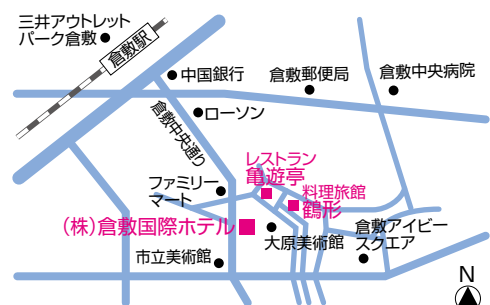 三井アウトレット
パーク倉敷
倉敷駅
中国銀行
倉敷郵便局
倉敷中央病院
ローソン
倉敷中央通り
レストラン
亀遊亭
ファミリー
マート
料理旅館
鶴形
(株)倉敷国際ホテル
大原美術館
倉敷アイビー
スクエア
市立美術館
N